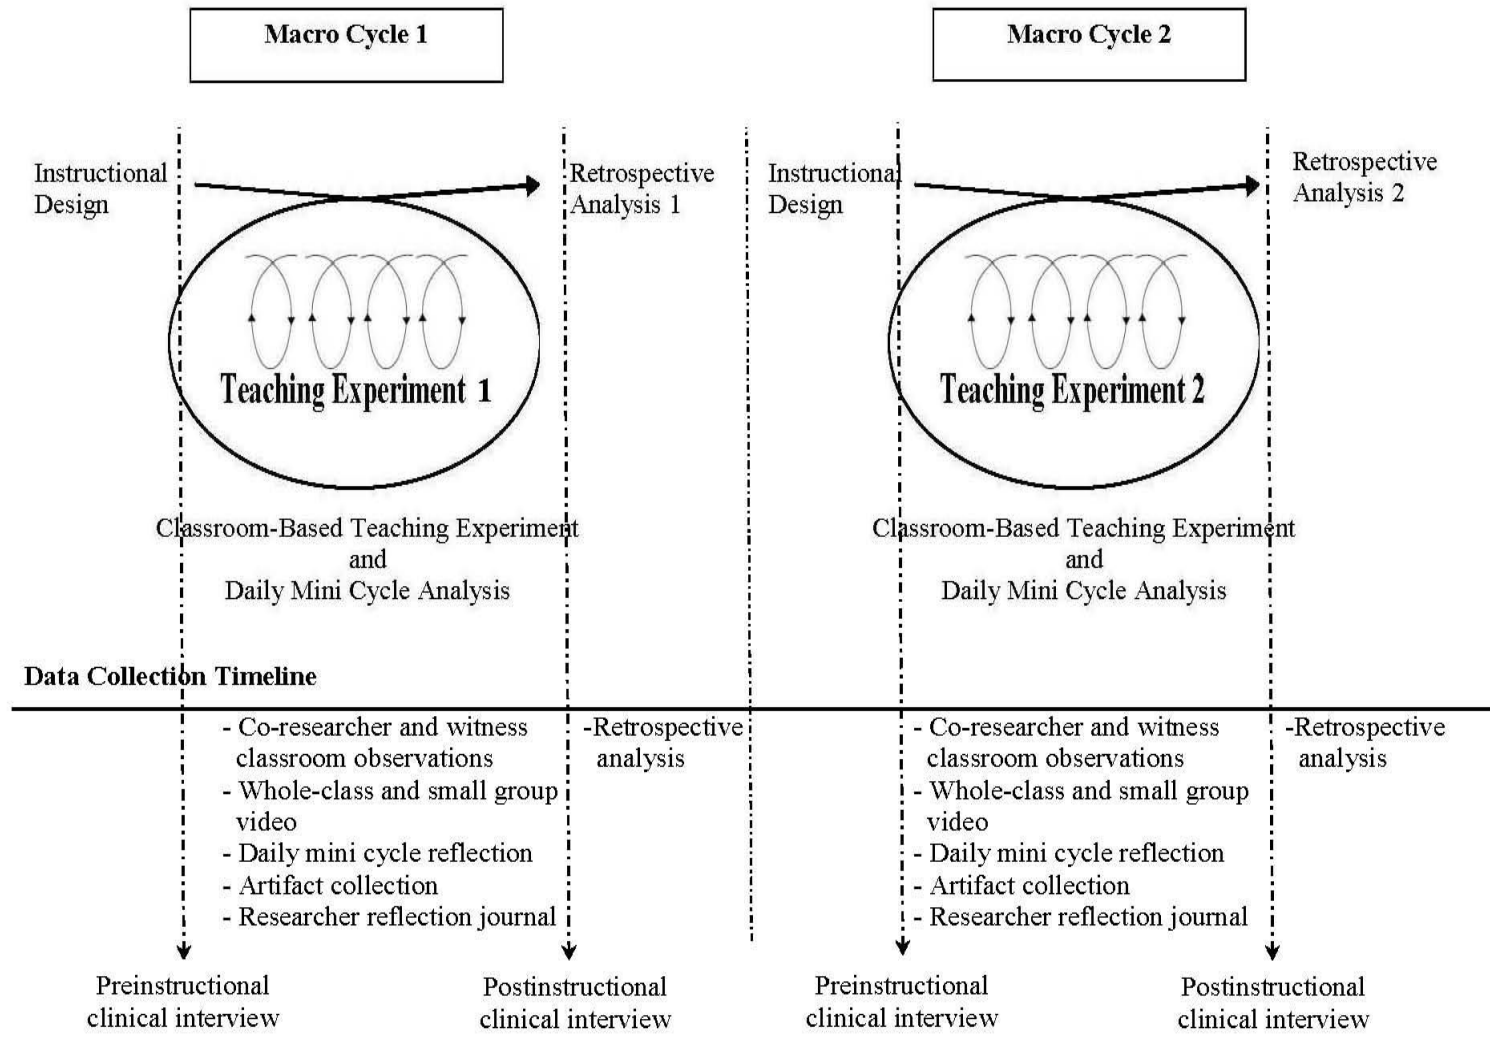 Macro Cycle 1
Macro Cycle 2
Instructional
Design
Retrospective
Analysis 1
Instructional
Design
Retrospective
Analysis 2
Teaching Experiment 1
Teaching Experiment 2
Classroom-Based Teaching Experiment
and
Daily Mini Cycle Analysis
Classroom-Based Teaching Experiment
and
Daily Mini Cycle Analysis
Data Collection Timeline
- Co-researcher and witness
classroom observations
- Whole-class and small group
video
- Daily mini cycle reflection
- Artifact collection
- Researcher reflection journal
-Retrospective
analysis
- Co-researcher and witness
classroom observations
- Whole-class and small group
video
- Daily mini cycle reflection
- Artifact collection
- Researcher reflection journal
-Retrospective
analysis
Preinstructional
clinical interview
Postinstructional
clinical interview
Preinstructional
clinical interview
Postinstructional
clinical interview